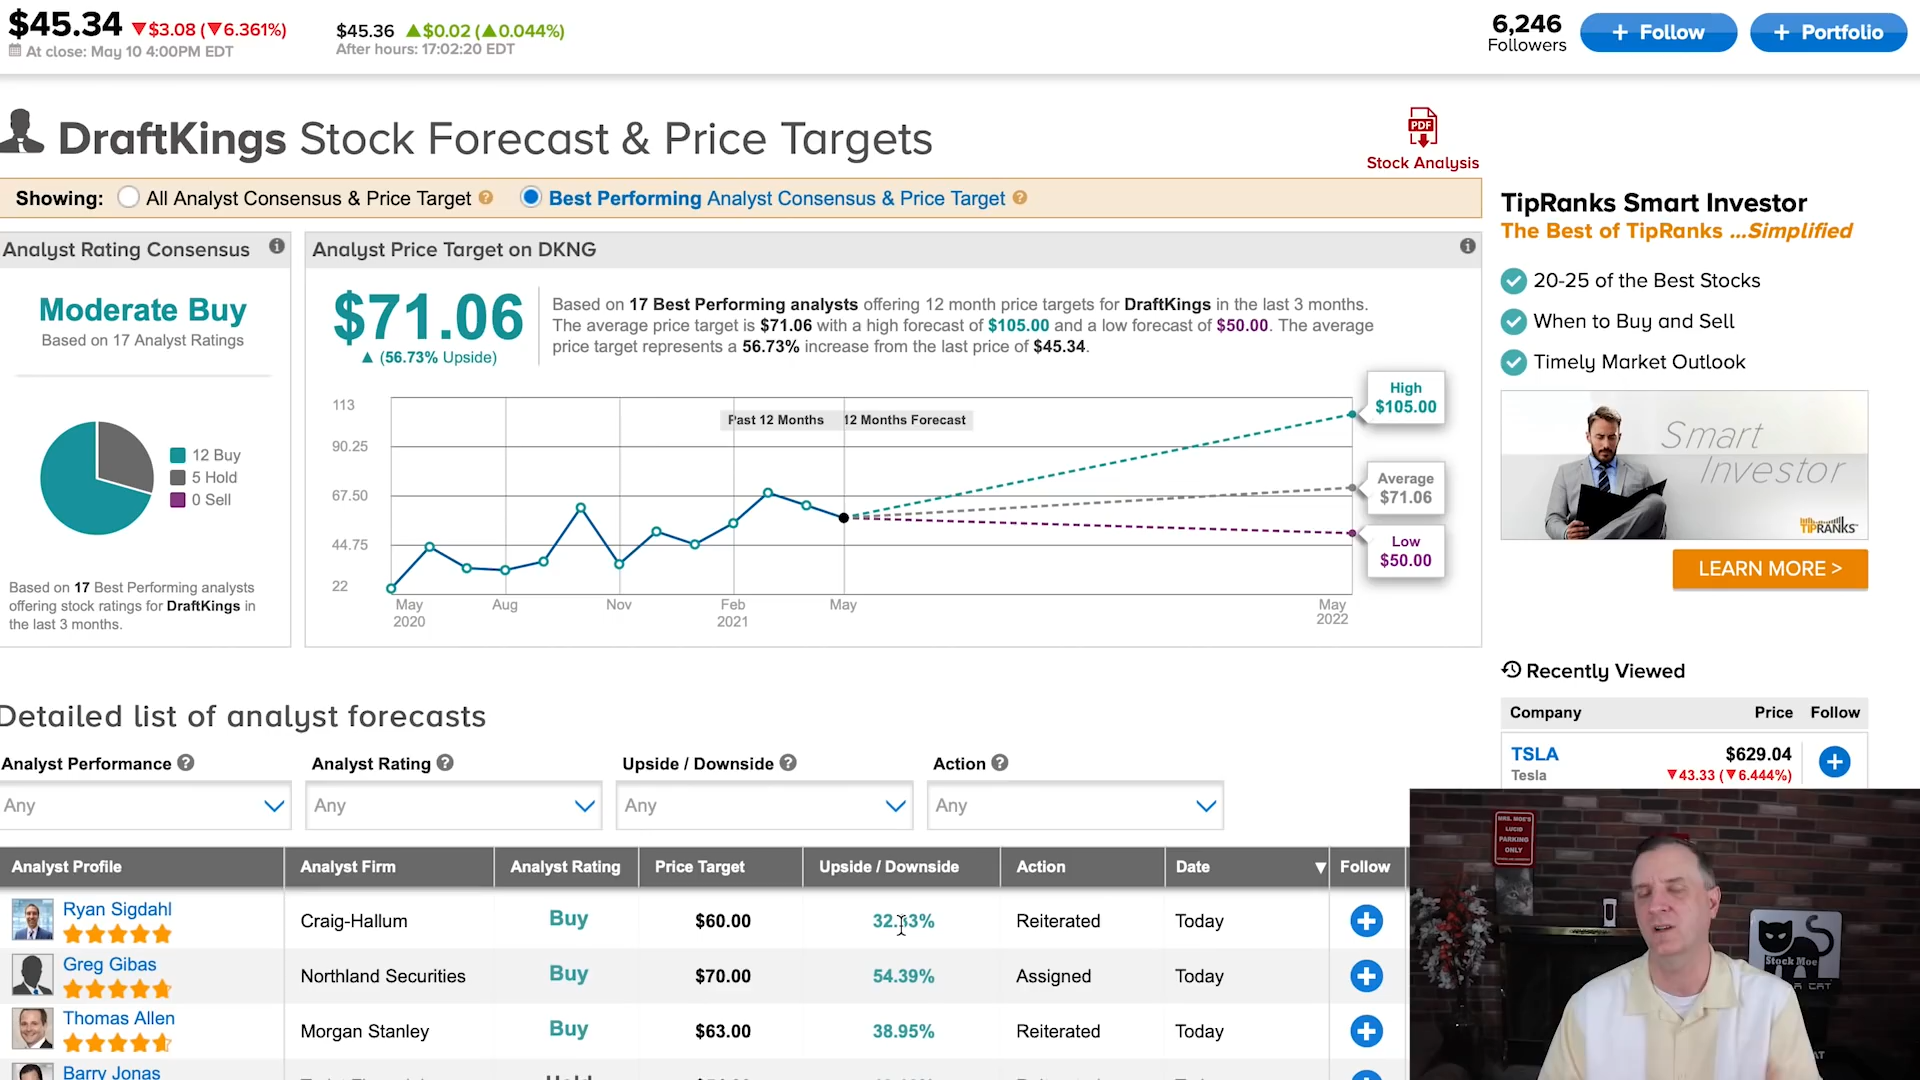 $45.34 ▼$3.08 (▼6.361%)
At close: May 10 4:00PM EDT
$45.36 ▲$0.02 (▲0.044%)
After hours: 17:02:20 EDT
6,246
Followers
+ Follow
+ Portfolio
DraftKings Stock Forecast & Price Targets
PDF
Stock Analysis
Showing: All Analyst Consensus & Price Target ? Best Performing Analyst Consensus & Price Target ?
Analyst Rating Consensus
Moderate Buy
Based on 17 Analyst Ratings
12 Buy
5 Hold
0 Sell
Based on 17 Best Performing analysts
offering stock ratings for DraftKings in
the last 3 months.
Analyst Price Target on DKNG
$71.06
▲ (56.73% Upside)
Based on 17 Best Performing analysts offering 12 month price targets for DraftKings in the last 3 months.
The average price target is $71.06 with a high forecast of $105.00 and a low forecast of $50.00. The average
price target represents a 56.73% increase from the last price of $45.34.
Past 12 Months 12 Months Forecast
113
90.25
67.50
44.75
22
High
$105.00
Average
$71.06
Low
$50.00
May
2020
Aug
Nov
Feb
2021
May
May
2022
TipRanks Smart Investor
The Best of TipRanks ...Simplified
20-25 of the Best Stocks
When to Buy and Sell
Timely Market Outlook
Smart
Investor
TIPRANKS
LEARN MORE >
Recently Viewed
Company Price Follow
TSLA $629.04
Tesla ▼43.33 (▼6.444%)
Detailed list of analyst forecasts
Analyst Performance ? Analyst Rating ? Upside / Downside ? Action ?
Any Any Any Any
Analyst Profile Analyst Firm Analyst Rating Price Target Upside / Downside Action Date ▼ Follow
Ryan Sigdahl Craig-Hallum Buy $60.00 Reiterated Today
Greg Gibas Northland Securities Buy $70.00 54.39% Assigned Today
Thomas Allen Morgan Stanley Buy $63.00 38.95% Reiterated Today
Barry Jonas
MRS. MOE'S
LUCID
PARKING
ONLY
Stock Moe